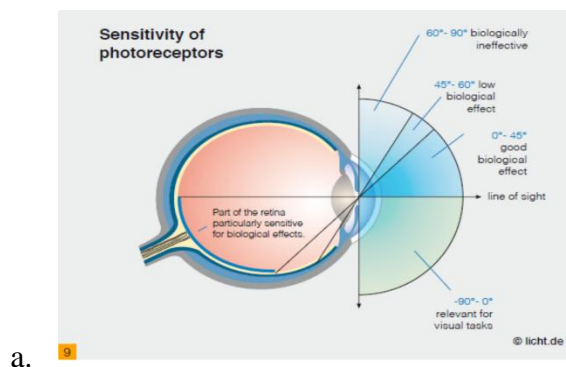 Sensitivity of
photoreceptors
60°- 90° biologically
ineffective
45°- 60° low
biological
effect
0°- 45°
good
biological
effect
line of sight
Part of the retina
particularly sensitive
for biological effects.
-90°- 0°
relevant for
visual tasks
© licht.de
a.
9